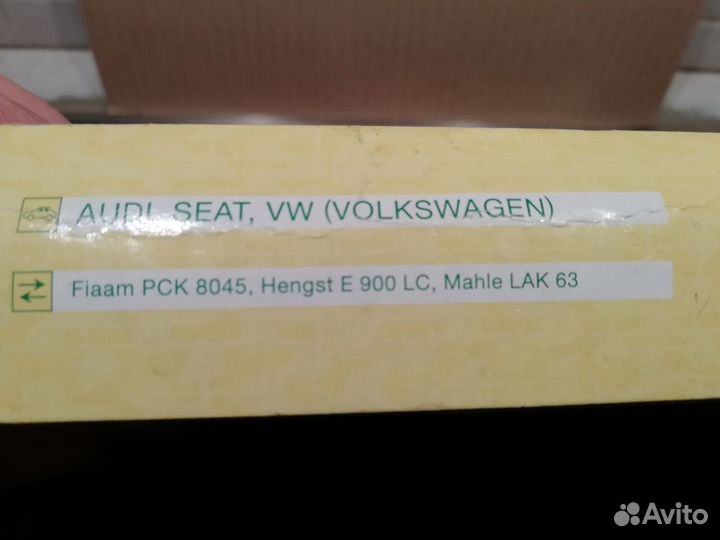 AUDI, SEAT, VW (VOLKSWAGEN)
Fiaam PCK 8045, Hengst E 900 LC, Mahle LAK 63
Avito